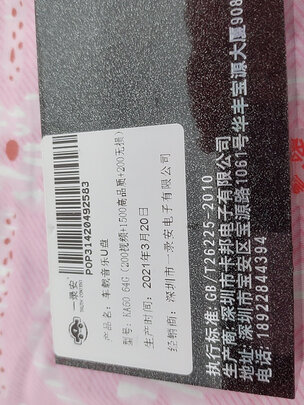 一录安
POP314204925​83
产品名：车载音乐U盘
型号：KA60 64G (200视频+1500高品质+200无损)
生产时间：2021年3月20日
经销商：深圳市一录安电子有限公司
执行标准:GB/T26225-2010
生产商:深圳市卡邦电子有限公司
地址:深圳市宝安区宝源路1061号华丰宝源大厦908
电话:18922844394